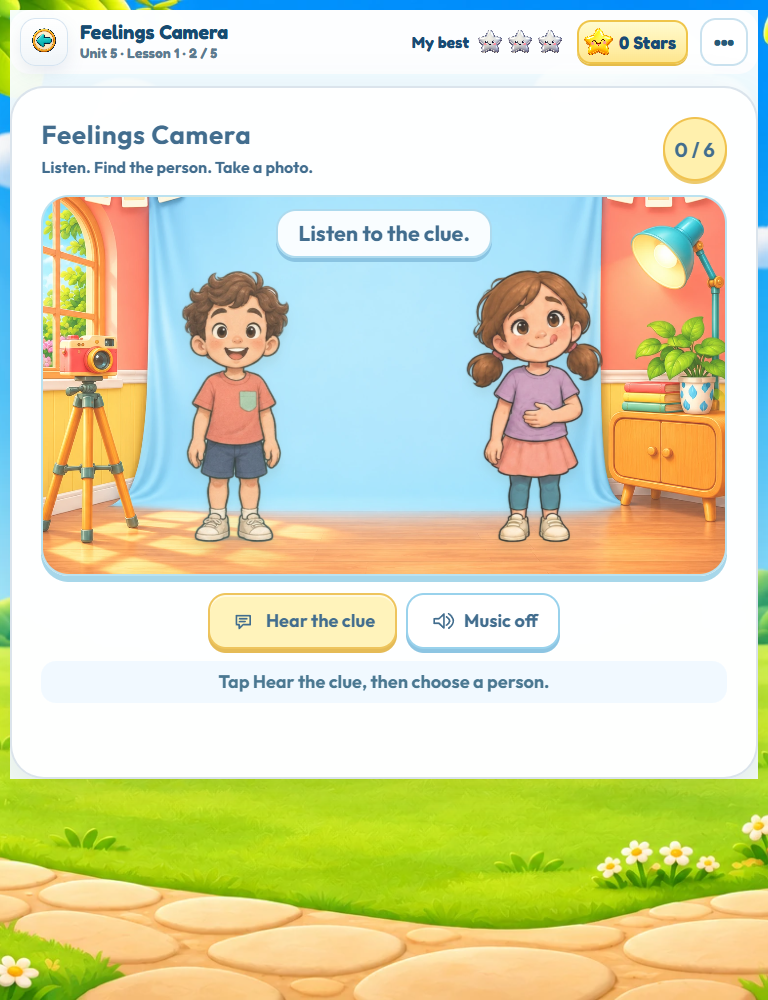 Feelings Camera
Unit 5 · Lesson 1 · 2 / 5
My best
0 Stars
Feelings Camera
Listen. Find the person. Take a photo.
0 / 6
Listen to the clue.
Hear the clue
Music off
Tap Hear the clue, then choose a person.